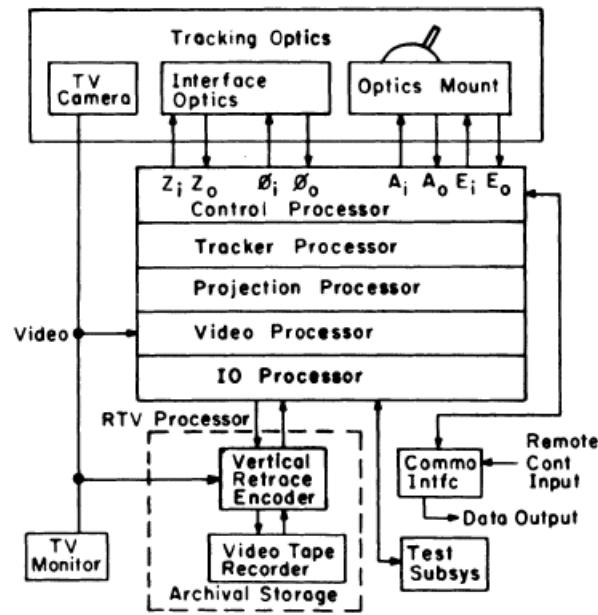 Tracking Optics
TV
Camera
Interface
Optics
Optics Mount
Zi Zo Øi Øo Ai Ao Ei Eo
Control Processor
Tracker Processor
Projection Processor
Video
Video Processor
IO Processor
RTV Processor
Vertical
Retrace
Encoder
Commo
Intfc
Remote
Cont
Input
Data Output
TV
Monitor
Video Tape
Recorder
Test
Subsys
Archival Storage